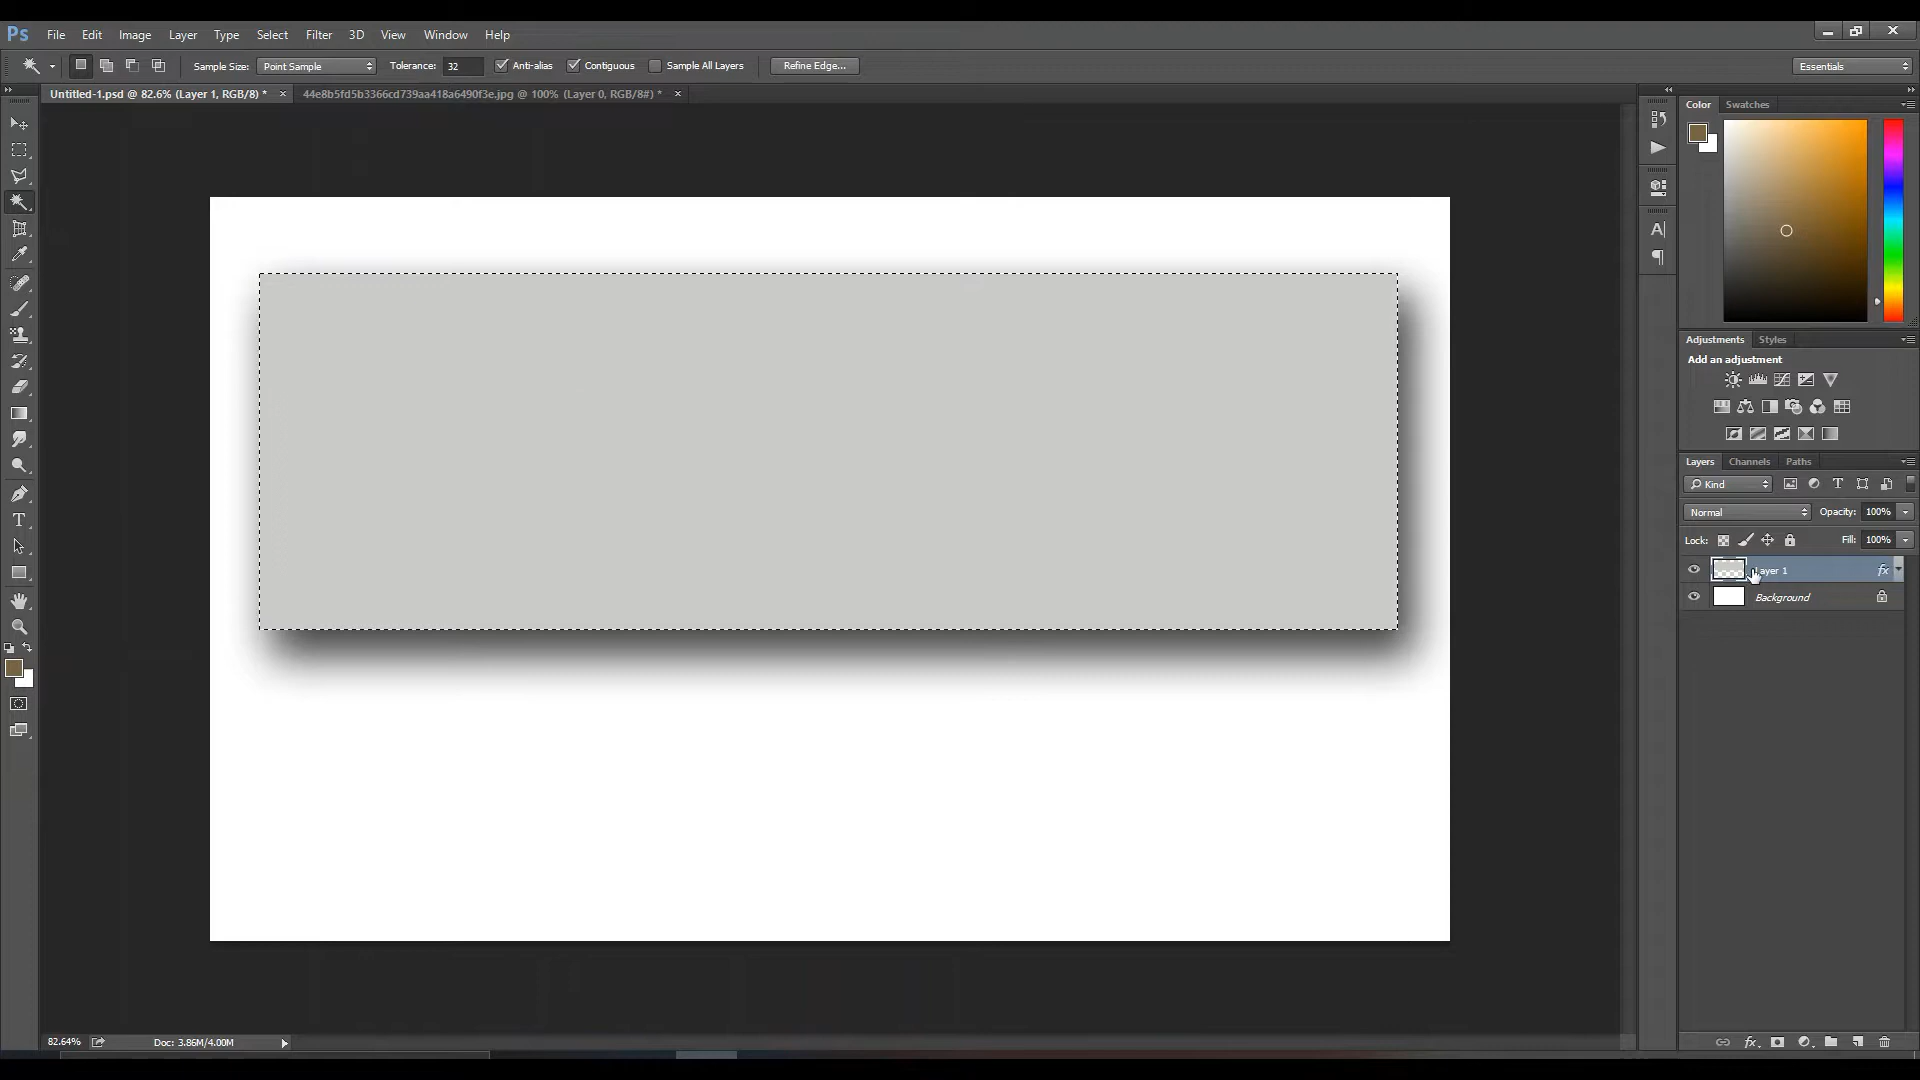 Ps File Edit Image Layer Type Select Filter 3D View Window Help
Sample Size: Point Sample Tolerance: 32 Anti-alias Contiguous Sample All Layers Refine Edge... Essentials
Untitled-1.psd @ 82.6% (Layer 1, RGB/8) * × 44e8b5fd5b3366cd739aa418a6490f3e.jpg @ 100% (Layer 0, RGB/8#) * ×
Color Swatches
Adjustments Styles
Add an adjustment
Layers Channels Paths
Kind
Normal Opacity: 100%
Lock: Fill: 100%
Layer 1 fx
Background
82.64% Doc: 3.86M/4.00M